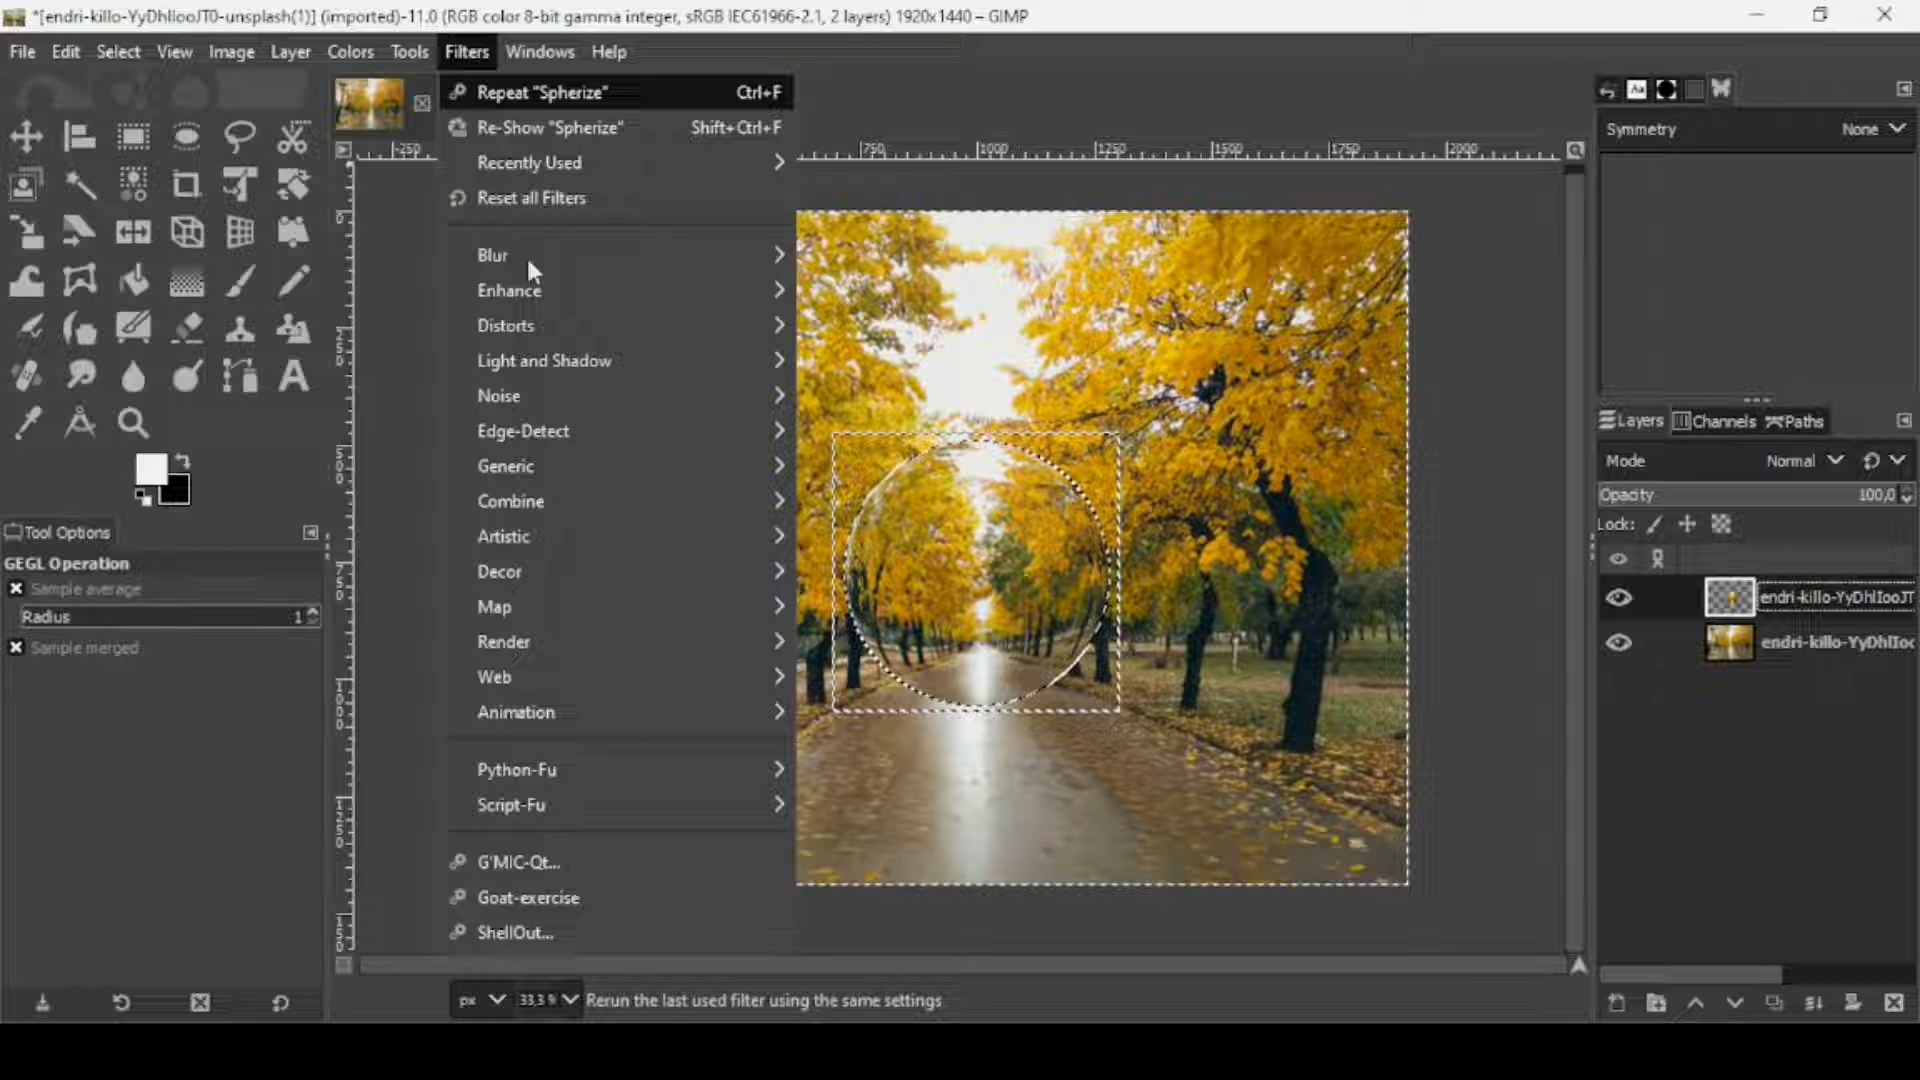 *[endri-killo-YyDhIIooJT0-unsplash(1)] (imported)-11.0 (RGB color 8-bit gamma integer, sRGB IEC61966-2.1, 2 layers) 1920x1440 – GIMP
File Edit Select View Image Layer Colors Tools Filters Windows Help
Repeat "Spherize" Ctrl+F
Re-Show "Spherize" Shift+Ctrl+F
Recently Used
Reset all Filters
Blur
Enhance
Distorts
Light and Shadow
Noise
Edge-Detect
Generic
Combine
Artistic
Decor
Map
Render
Web
Animation
Python-Fu
Script-Fu
G'MIC-Qt...
Goat-exercise
ShellOut...
-250 750 1000 1250 1500 1750 2000
Tool Options
GEGL Operation
Sample average
Radius 1
Sample merged
px 33,3 % Rerun the last used filter using the same settings
Symmetry None
Layers Channels Paths
Mode Normal
Opacity 100,0
Lock:
endri-killo-YyDhIIooJT
endri-killo-YyDhIIoo